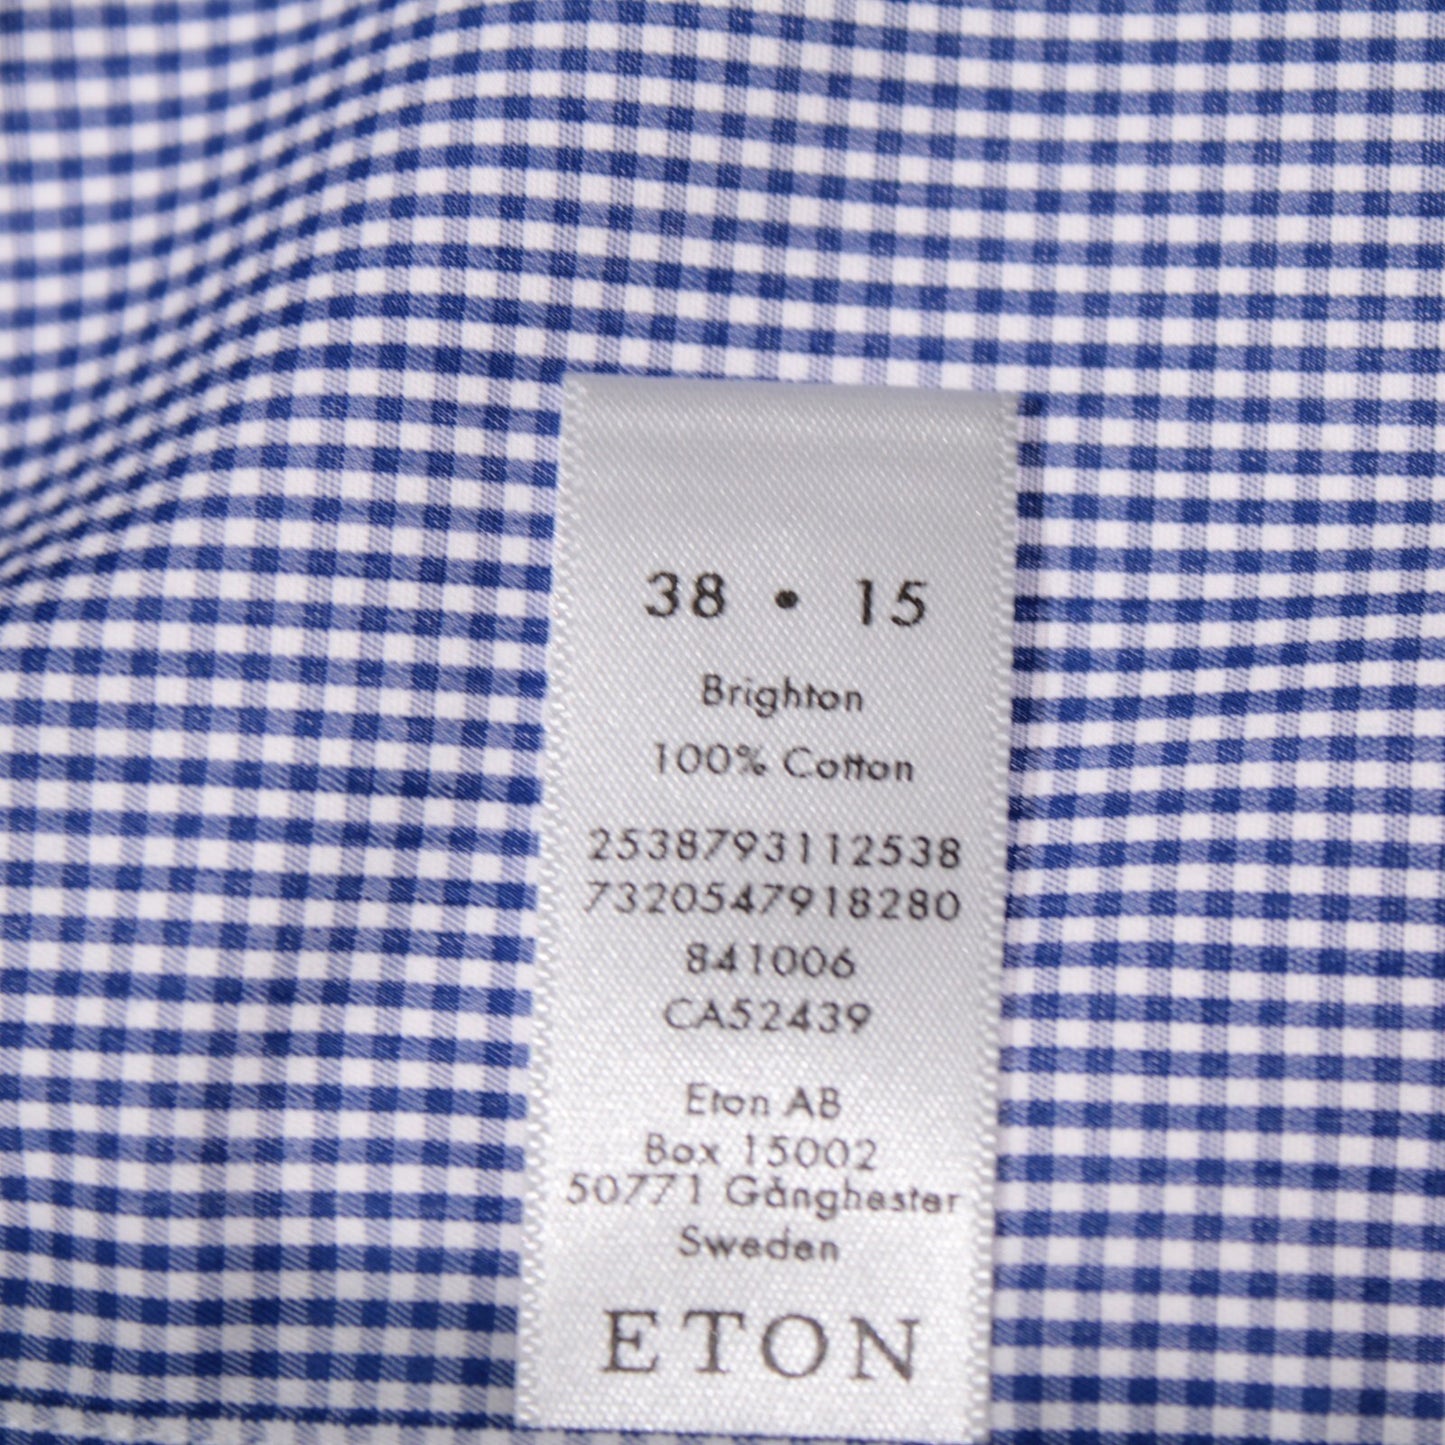 38 • 15
Brighton
100% Cotton
2538793112538
7320547918280
841006
CA52439
Eton AB
Box 15002
50771 Gånghester
Sweden
ETON